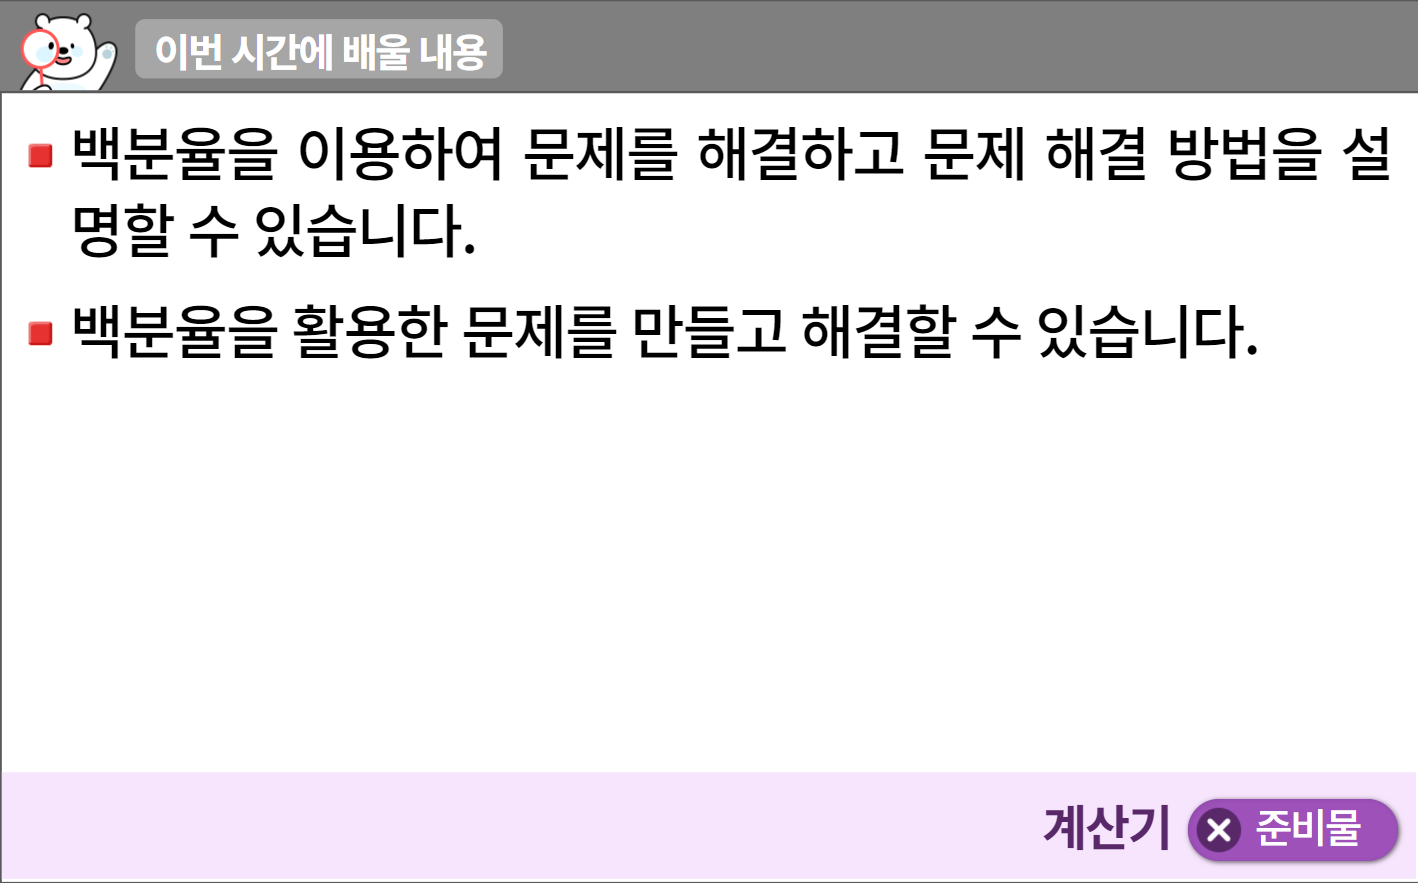 이번 시간에 배울 내용
백분율을 이용하여 문제를 해결하고 문제 해결 방법을 설
명할 수 있습니다.
백분율을 활용한 문제를 만들고 해결할 수 있습니다.
계산기 준비물